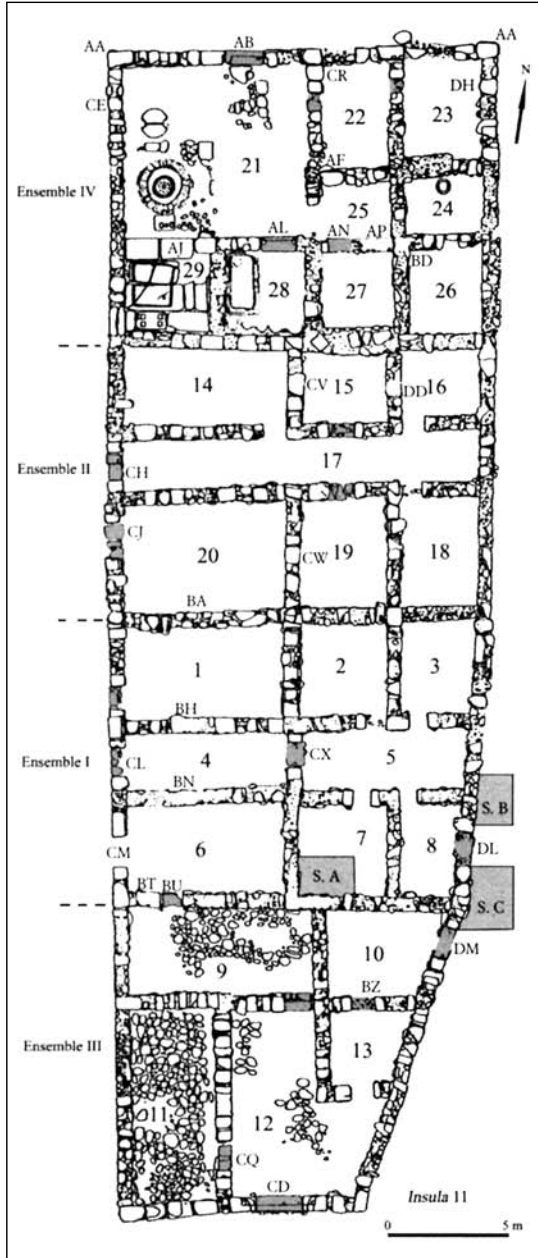 AA AB AA
CR
DH
N
CE
22 23
21
AF
Ensemble IV
25 24
AL AN AP
AJ
BD
29
28 27 26
14 CV 15 DD 16
17
Ensemble II CH
CJ
20 CW 19 18
BA
1 2 3
BH
Ensemble I CL 4 CX 5
BN
S. B
6 7 8 DL
CM
S. A
BT BU S. C
DM
9 10
BZ
Ensemble III
13
11 12
CQ
CD
Insula 11
0 5 m